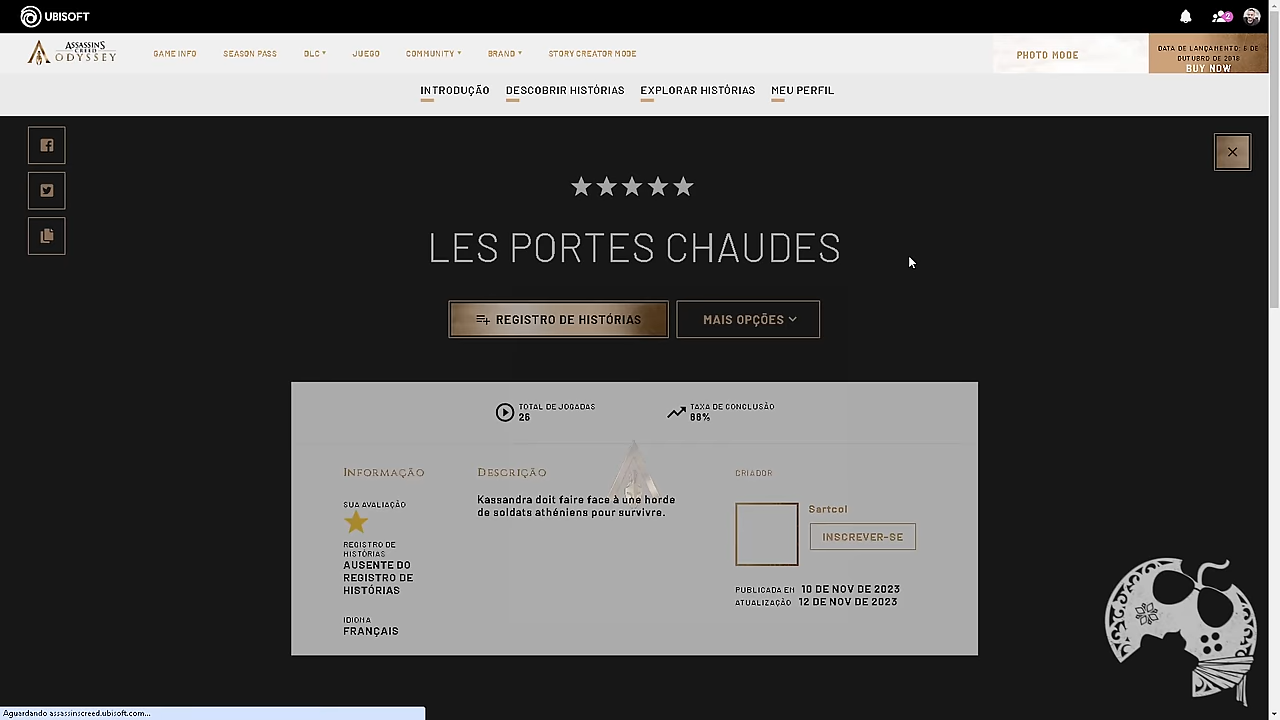 UBISOFT
ASSASSIN'S CREED ODYSSEY
GAME INFO
SEASON PASS
DLC
JUEGO
COMMUNITY
BRAND
STORY CREATOR MODE
PHOTO MODE
DATA DE LANÇAMENTO: 5 DE
OUTUBRO DE 2018
BUY NOW
2
INTRODUÇÃO
DESCOBRIR HISTÓRIAS
EXPLORAR HISTÓRIAS
MEU PERFIL
LES PORTES CHAUDES
REGISTRO DE HISTÓRIAS
MAIS OPÇÕES
TOTAL DE JOGADAS
26
TAXA DE CONCLUSÃO
88%
INFORMAÇÃO
SUA AVALIAÇÃO
REGISTRO DE
HISTÓRIAS
AUSENTE DO
REGISTRO DE
HISTÓRIAS
IDIOMA
FRANÇAIS
DESCRIÇÃO
Kassandra doit faire face à une horde
de soldats athéniens pour survivre.
CRIADOR
Sartcol
INSCREVER-SE
PUBLICADA EM 10 DE NOV DE 2023
ATUALIZAÇÃO 12 DE NOV DE 2023
Aguardando assassinscreed.ubisoft.com...